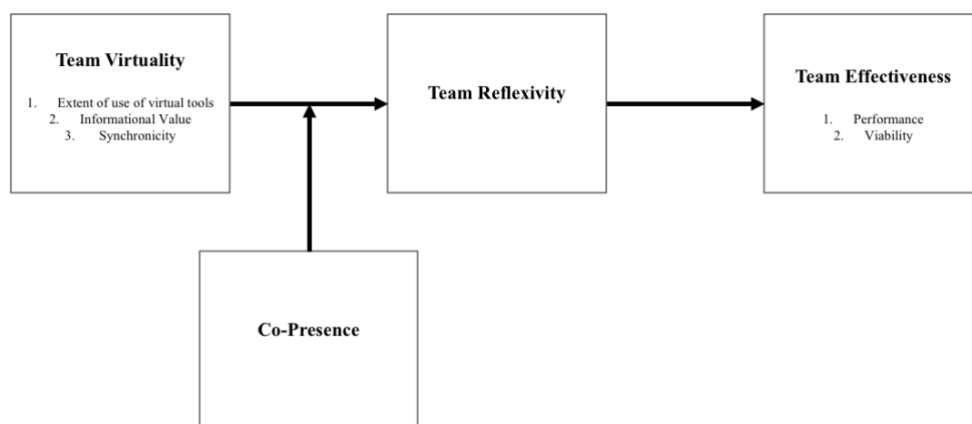 Team Virtuality
1. Extent of use of virtual tools
2. Informational Value
3. Synchronicity
Team Reflexivity
Team Effectiveness
1. Performance
2. Viability
Co-Presence